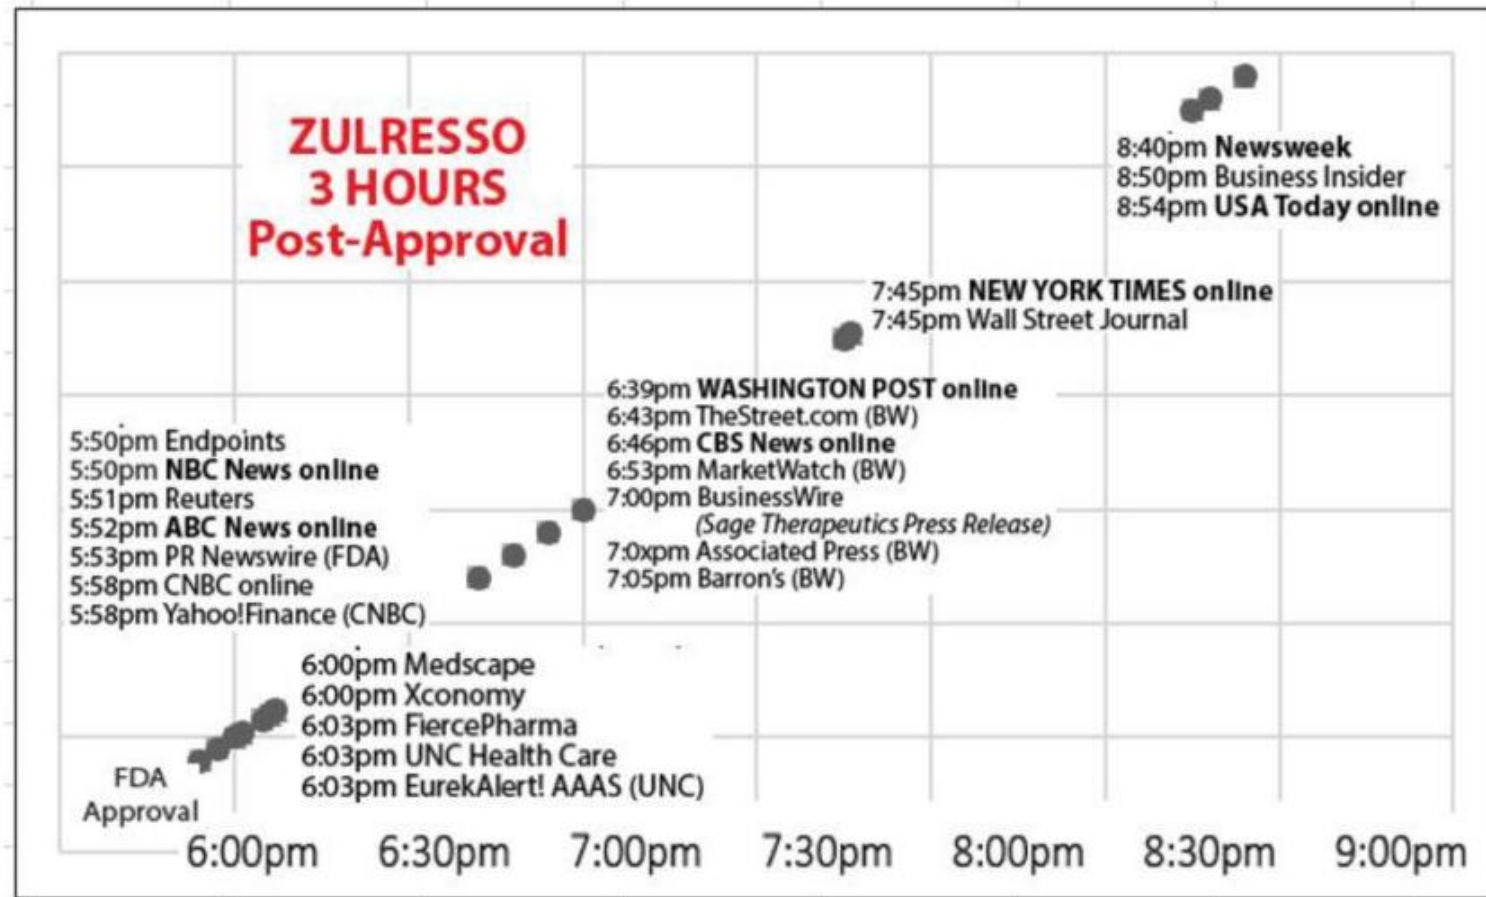 ZULRESSO
3 HOURS
Post-Approval
8:40pm Newsweek
8:50pm Business Insider
8:54pm USA Today online
7:45pm NEW YORK TIMES online
7:45pm Wall Street Journal
6:39pm WASHINGTON POST online
6:43pm TheStreet.com (BW)
6:46pm CBS News online
6:53pm MarketWatch (BW)
7:00pm BusinessWire
(Sage Therapeutics Press Release)
7:0xpm Associated Press (BW)
7:05pm Barron's (BW)
5:50pm Endpoints
5:50pm NBC News online
5:51pm Reuters
5:52pm ABC News online
5:53pm PR Newswire (FDA)
5:58pm CNBC online
5:58pm Yahoo!Finance (CNBC)
6:00pm Medscape
6:00pm Xconomy
6:03pm FiercePharma
6:03pm UNC Health Care
6:03pm EurekAlert! AAAS (UNC)
FDA
Approval
6:00pm 6:30pm 7:00pm 7:30pm 8:00pm 8:30pm 9:00pm